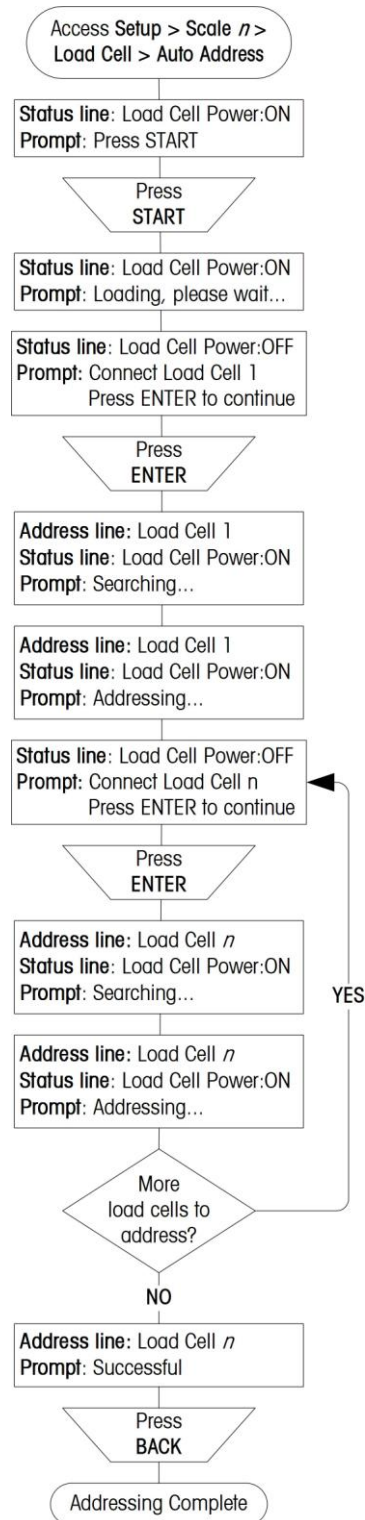 Access Setup > Scale n >
Load Cell > Auto Address
Status line: Load Cell Power:ON
Prompt: Press START
Press
START
Status line: Load Cell Power:ON
Prompt: Loading, please wait...
Status line: Load Cell Power:OFF
Prompt: Connect Load Cell 1
Press ENTER to continue
Press
ENTER
Address line: Load Cell 1
Status line: Load Cell Power:ON
Prompt: Searching...
Address line: Load Cell 1
Status line: Load Cell Power:ON
Prompt: Addressing...
Status line: Load Cell Power:OFF
Prompt: Connect Load Cell n
Press ENTER to continue
Press
ENTER
Address line: Load Cell n
Status line: Load Cell Power:ON
Prompt: Searching...
YES
Address line: Load Cell n
Status line: Load Cell Power:ON
Prompt: Addressing...
More
load cells to
address?
NO
Address line: Load Cell n
Prompt: Successful
Press
BACK
Addressing Complete